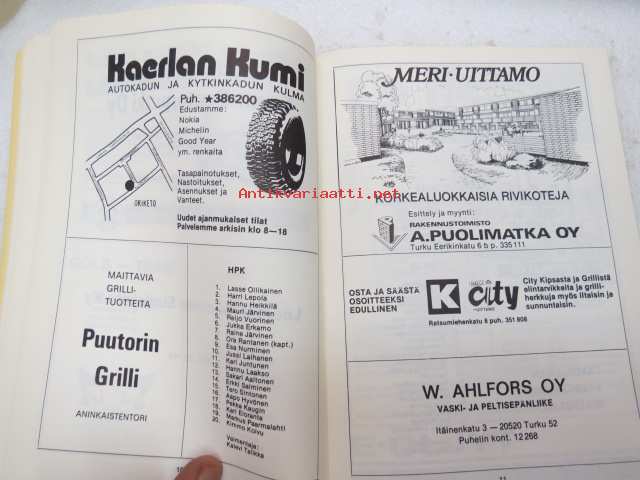 Kaerlan Kumi
AUTOKADUN JA KYTKINKADUN KULMA
Puh. ★386200
Edustamme:
Nokia
Michelin
Good Year
ym. renkaita
Tasapainotukset,
Nastoitukset,
Asennukset ja
Vanteet.
ORIKETO
Uudet ajanmukaiset tilat
Palvelemme arkisin klo 8—18
MAITTAVIA
GRILLI-
TUOTTEITA
Puutorin
Grilli
ANINKAISTENTORI
HPK
1. Lasse Ollikainen
2. Harri Lepola
3. Hannu Heikkilä
4. Mauri Järvinen
5. Reijo Vuorinen
6. Jukka Erkamo
7. Raine Järvinen
8. Ora Rantanen (kapt.)
9. Esa Nurminen
10. Jussi Laihanen
11. Kari Juntunen
12. Hannu Laakso
13. Sakari Aaltonen
14. Erkki Salminen
15. Tero Sintonen
16. Aapo Hyvönen
17. Pekka Kaugin
18. Kari Eloranta
19. Markus Paarmalahti
20. Kimmo Koivu
Valmentaja:
Kalevi Telikka
MERI-UITTAMO
KORKEALUOKKAISIA RIVIKOTEJA
Esittely ja myynti:
RAKENNUSTOIMISTO
A.PUOLIMATKA OY
Turku Eerikinkatu 6 b p. 335111
OSTA JA SÄÄSTÄ
OSOITTEEKSI
EDULLINEN
K city
City Kipsasta ja Grillistä
elintarvikkeita ja grilli-
herkkuja myös iltaisin ja
sunnuntaisin.
Ratsumiehenkatu 8 puh. 351 808
W. AHLFORS OY
VASKI- JA PELTISEPÄNLIIKE
Itäinenkatu 3 — 20520 Turku 52
Puhelin kont. 12 268
11
Antikvariaatti.net